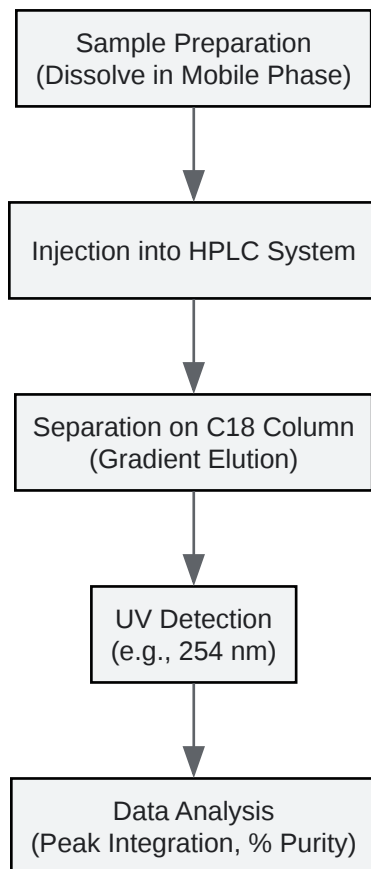 Sample Preparation
(Dissolve in Mobile Phase)
Injection into HPLC System
Separation on C18 Column
(Gradient Elution)
UV Detection
(e.g., 254 nm)
Data Analysis
(Peak Integration, % Purity)